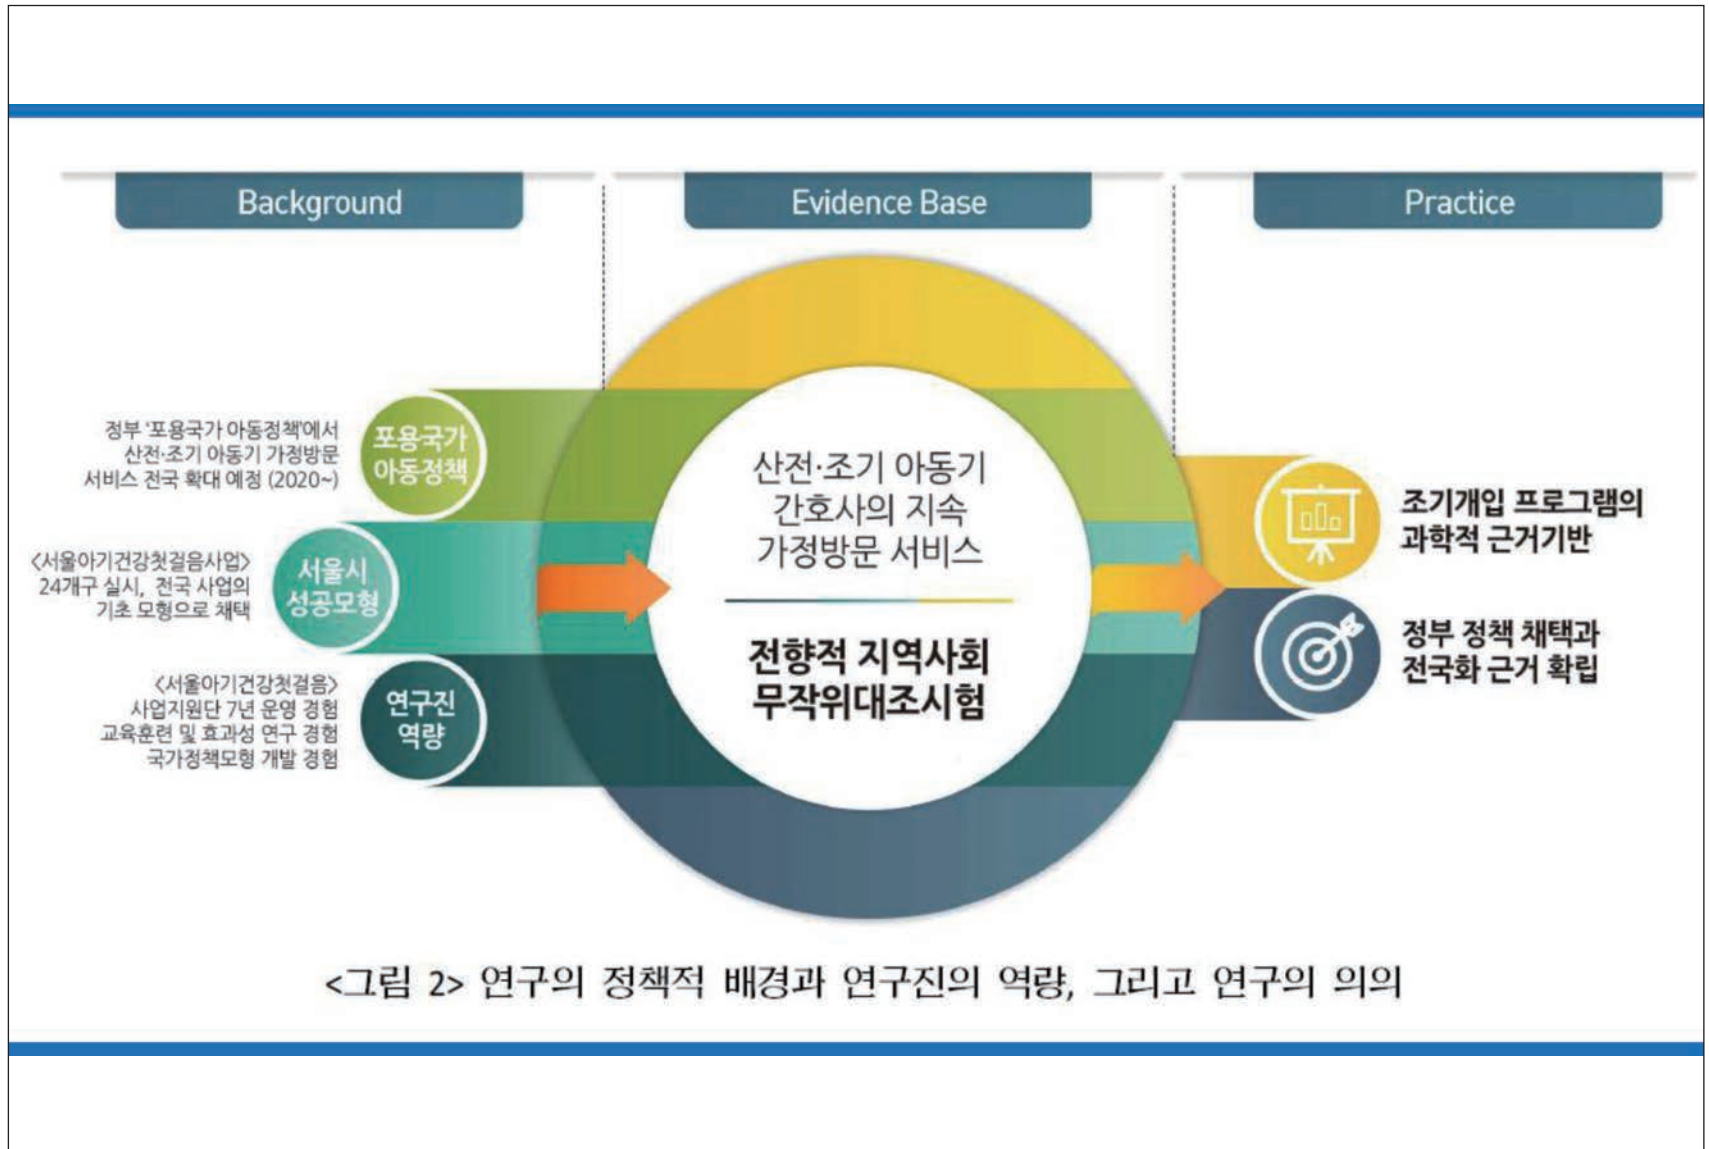 Background
Evidence Base
Practice
정부 '포용국가 아동정책'에서
산전·조기 아동기 가정방문
서비스 전국 확대 예정 (2020~)
포용국가
아동정책
<서울아기건강첫걸음사업>
24개구 실시, 전국 사업의
기초 모형으로 채택
서울시
성공모형
<서울아기건강첫걸음>
사업지원단 7년 운영 경험
교육훈련 및 효과성 연구 경험
국가정책모형 개발 경험
연구진
역량
산전·조기 아동기
간호사의 지속
가정방문 서비스
전향적 지역사회
무작위대조시험
조기개입 프로그램의
과학적 근거기반
정부 정책 채택과
전국화 근거 확립
<그림 2> 연구의 정책적 배경과 연구진의 역량, 그리고 연구의 의의